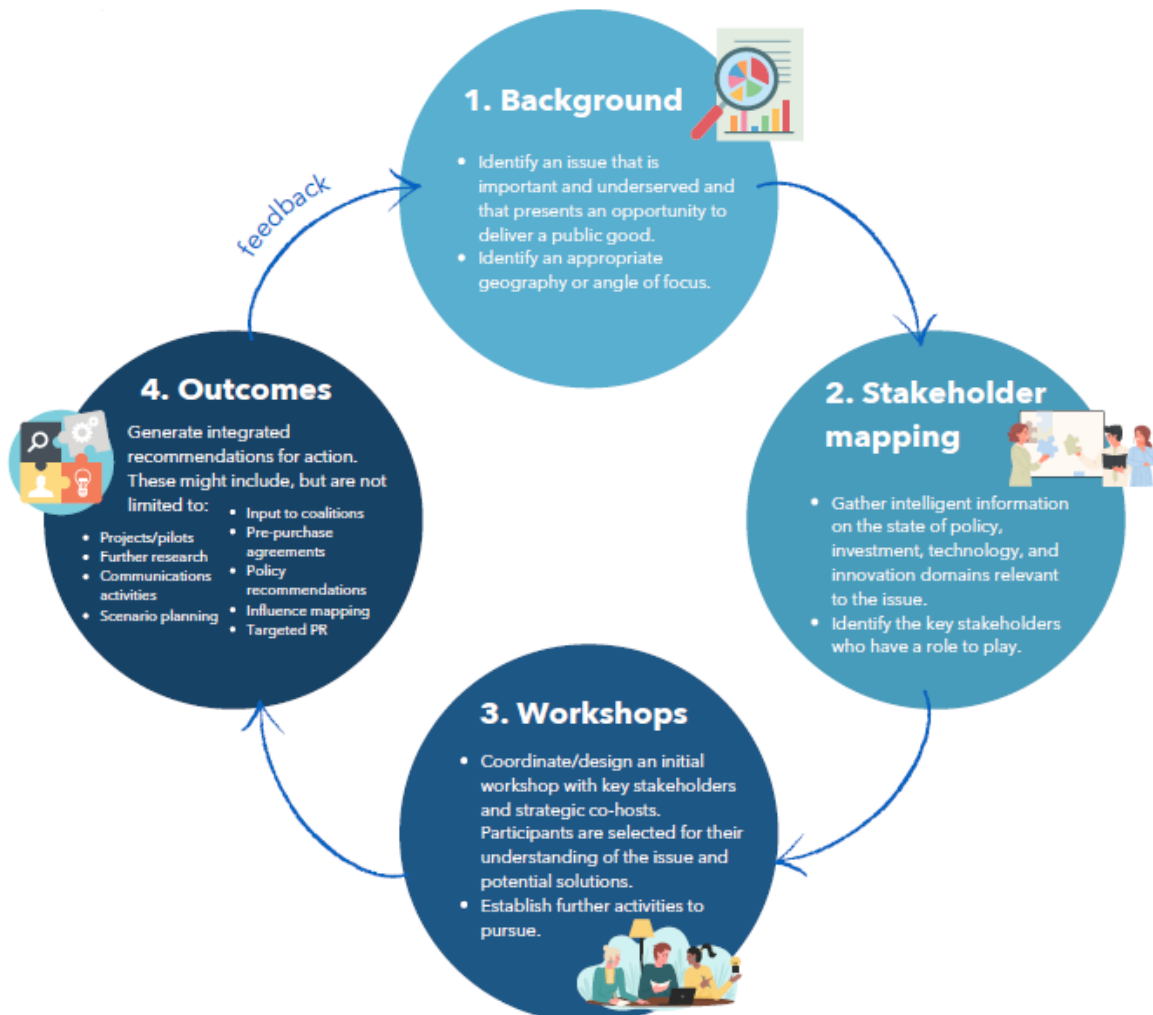 1. Background
• Identify an issue that is
important and underserved and
that presents an opportunity to
deliver a public good.
• Identify an appropriate
geography or angle of focus.
feedback
2. Stakeholder
mapping
• Gather intelligent information
on the state of policy,
investment, technology, and
innovation domains relevant
to the issue.
• Identify the key stakeholders
who have a role to play.
3. Workshops
• Coordinate/design an initial
workshop with key stakeholders
and strategic co-hosts.
Participants are selected for their
understanding of the issue and
potential solutions.
• Establish further activities to
pursue.
4. Outcomes
Generate integrated
recommendations for action.
These might include, but are not
limited to:
• Projects/pilots
• Further research
• Communications
activities
• Scenario planning
• Input to coalitions
• Pre-purchase
agreements
• Policy
recommendations
• Influence mapping
• Targeted PR